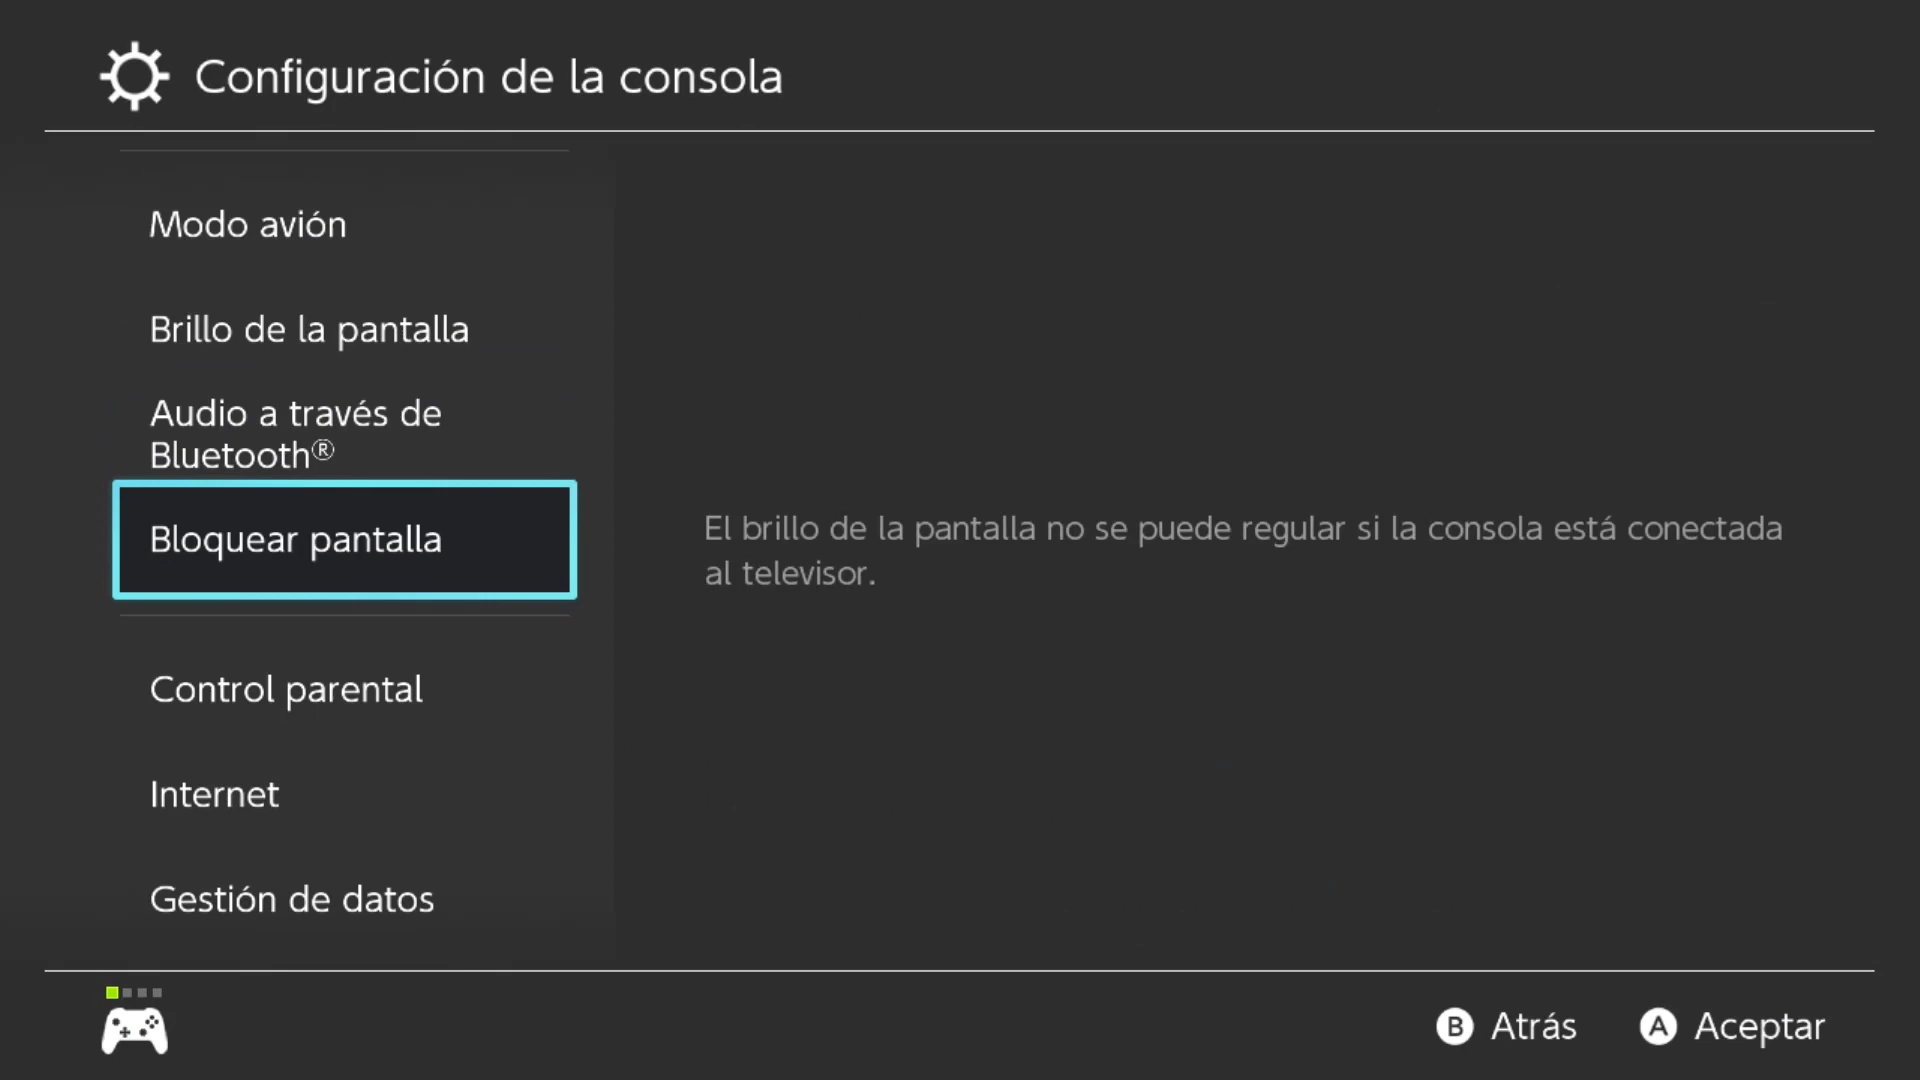 Configuración de la consola
Modo avión
Brillo de la pantalla
Audio a través de
Bluetooth®
Bloquear pantalla
El brillo de la pantalla no se puede regular si la consola está conectada
al televisor.
Control parental
Internet
Gestión de datos
B Atrás
A Aceptar